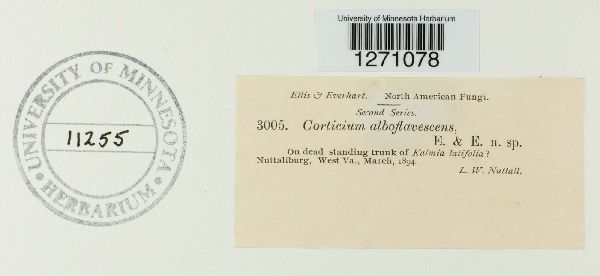 University of Minnesota Herbarium
1271078
UNIVERSITY OF MINNESOTA
HERBARIUM
11255
Ellis & Everhart. North American Fungi.
Second Series.
3005. Corticium alboflavescens,
E. & E. n. sp.
On dead standing trunk of Kalmia latifolia?
Nuttallburg, West Va., March, 1894.
L. W. Nuttall.